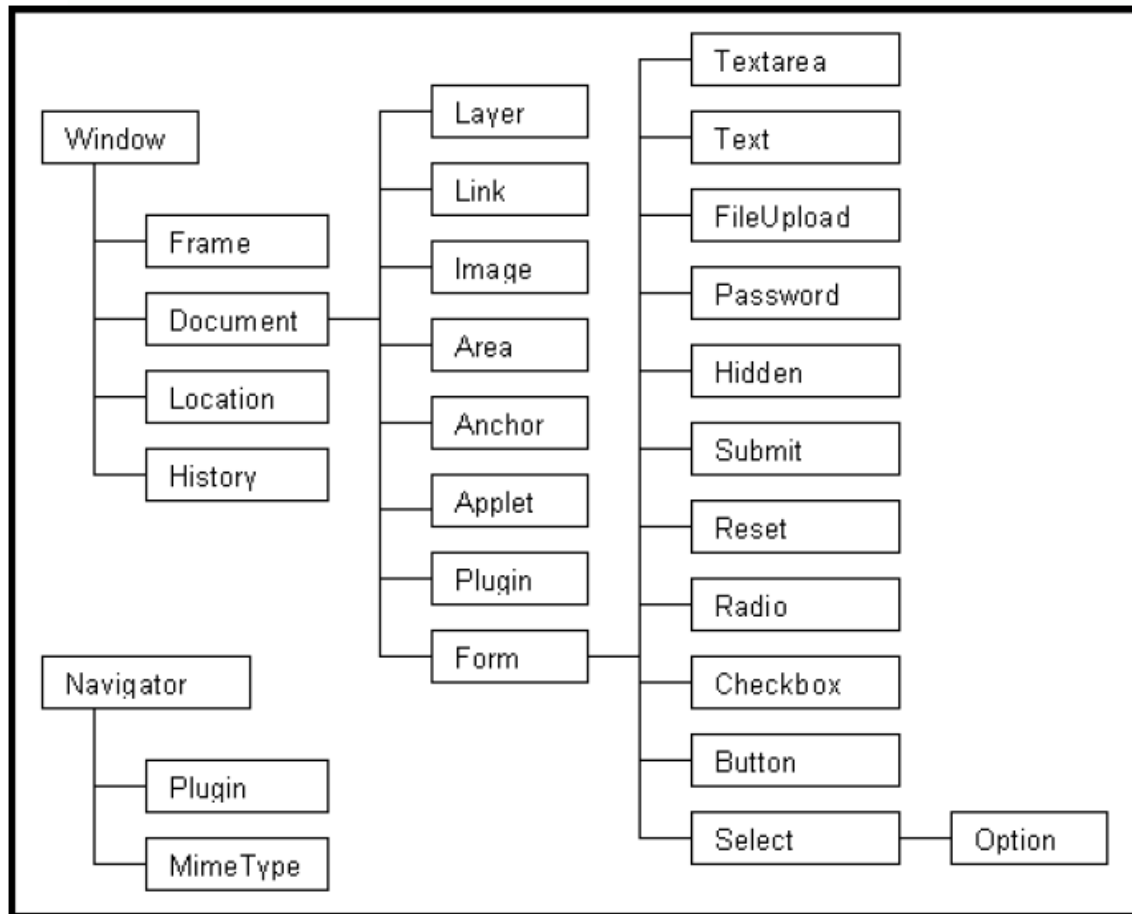 Window
Frame
Document
Location
History
Navigator
Plugin
MimeType
Layer
Link
Image
Area
Anchor
Applet
Plugin
Form
Textarea
Text
FileUpload
Password
Hidden
Submit
Reset
Radio
Checkbox
Button
Select
Option